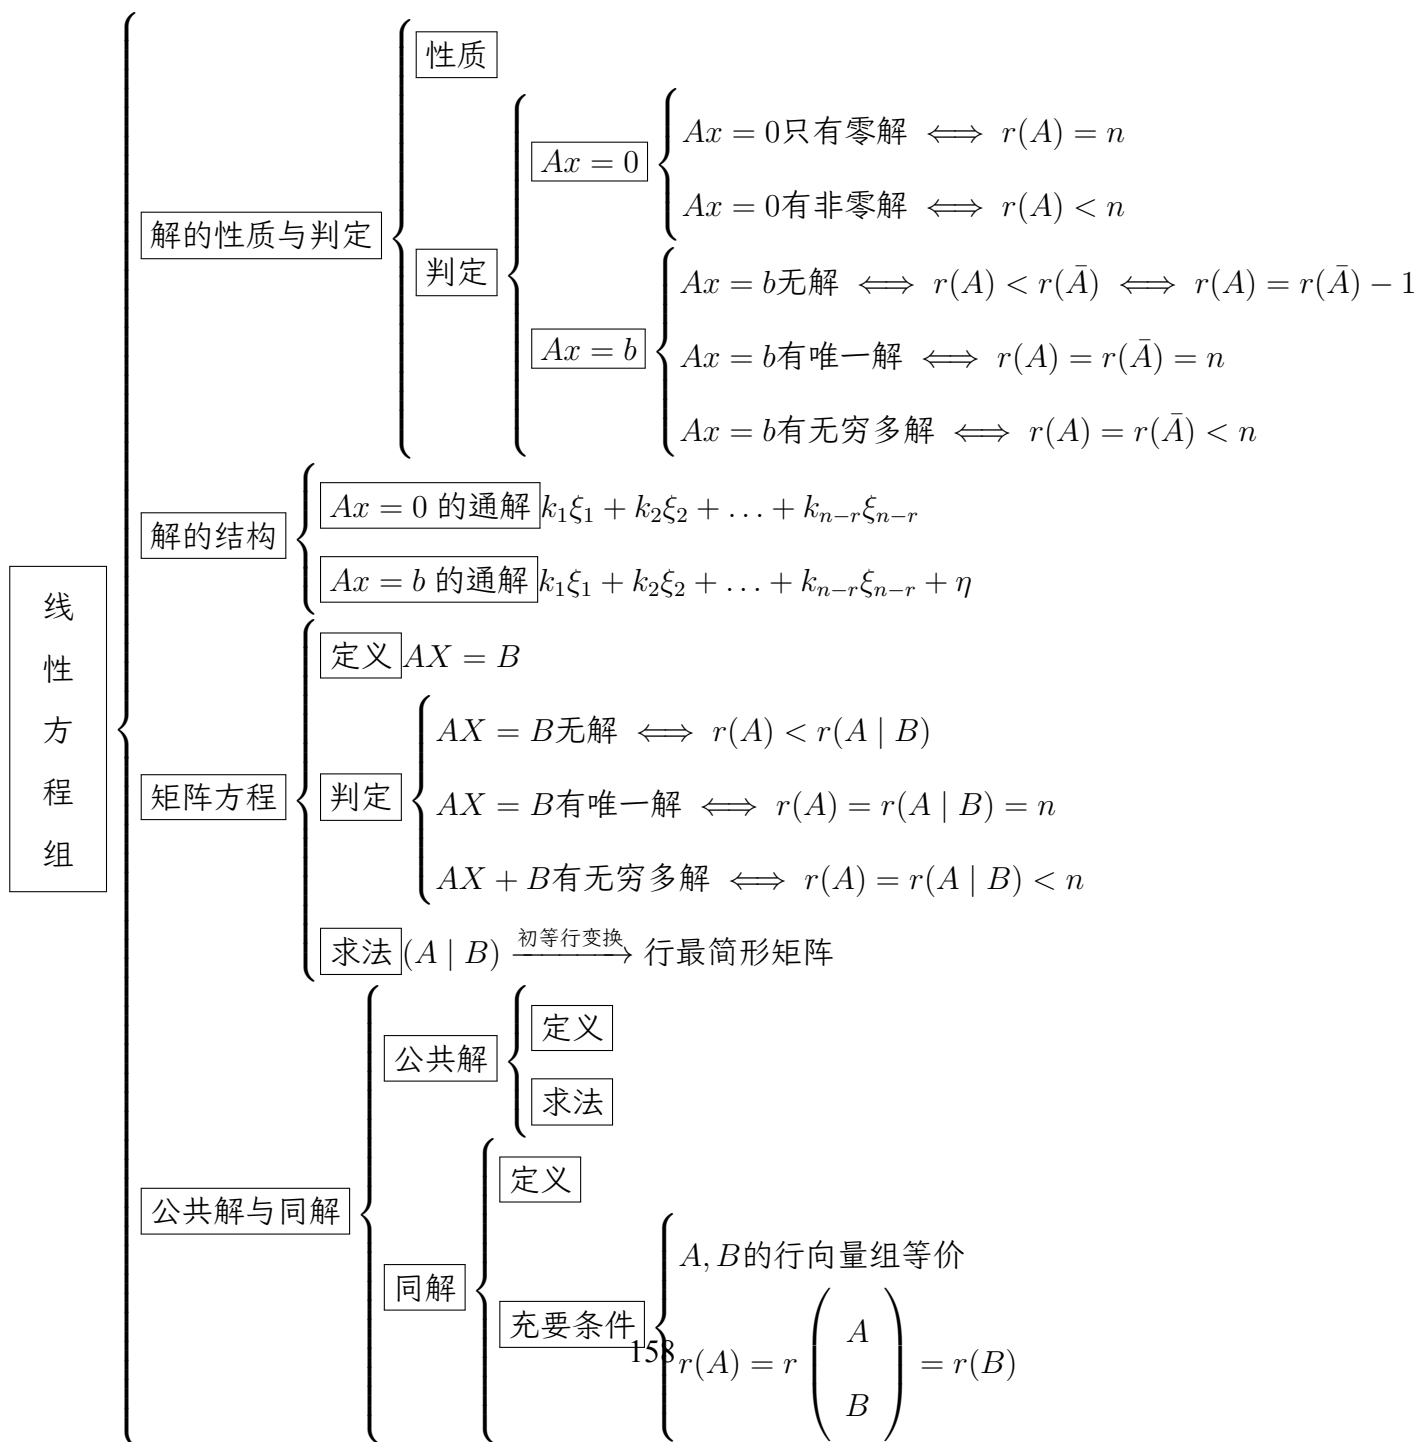 线性方程组
解的性质与判定
性质
判定
Ax = 0
Ax = 0只有零解 ⟺ r(A) = n
Ax = 0有非零解 ⟺ r(A) < n
Ax = b
Ax = b无解 ⟺ r(A) < r(Ā) ⟺ r(A) = r(Ā) − 1
Ax = b有唯一解 ⟺ r(A) = r(Ā) = n
Ax = b有无穷多解 ⟺ r(A) = r(Ā) < n
解的结构
Ax = 0 的通解 k₁ξ₁ + k₂ξ₂ + … + kₙ₋ᵣξₙ₋ᵣ
Ax = b 的通解 k₁ξ₁ + k₂ξ₂ + … + kₙ₋ᵣξₙ₋ᵣ + η
矩阵方程
定义 AX = B
判定
AX = B无解 ⟺ r(A) < r(A | B)
AX = B有唯一解 ⟺ r(A) = r(A | B) = n
AX + B有无穷多解 ⟺ r(A) = r(A | B) < n
求法 (A | B) 初等行变换→ 行最简形矩阵
公共解与同解
公共解
定义
求法
同解
定义
充要条件
A, B的行向量组等价
r(A) = r (A B) = r(B)
158